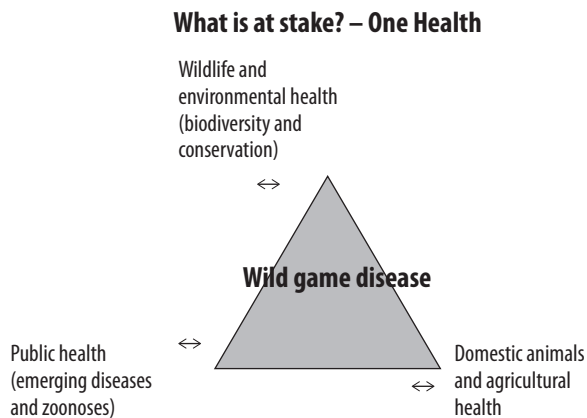 What is at stake? – One Health
Wildlife and
environmental health
(biodiversity and
conservation)
Wild game disease
Public health
(emerging diseases
and zoonoses)
Domestic animals
and agricultural
health